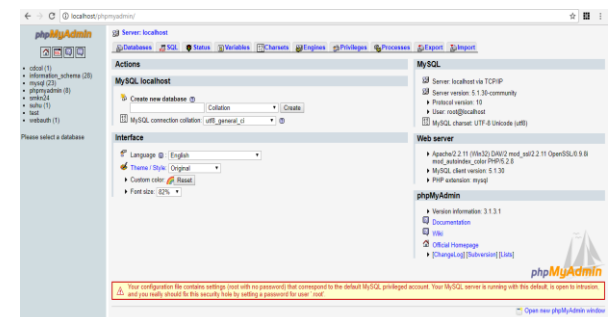 localhost/phpmyadmin/
phpMyAdmin
Server: localhost
Databases SQL Status Variables Charsets Engines Privileges Processes Export Import
cdcol (1)
information_schema (28)
mysql (23)
phpmyadmin (8)
smkn24
suhu (1)
test
webauth (1)
Please select a database
Actions
MySQL localhost
Create new database
Collation Create
MySQL connection collation: utf8_general_ci
Interface
Language : English
Theme / Style: Original
Custom color: Reset
Font size: 82%
MySQL
Server: localhost via TCP/IP
Server version: 5.1.30-community
Protocol version: 10
User: root@localhost
MySQL charset: UTF-8 Unicode (utf8)
Web server
Apache/2.2.11 (Win32) DAV/2 mod_ssl/2.2.11 OpenSSL/0.9.8i
mod_autoindex_color PHP/5.2.8
MySQL client version: 5.1.30
PHP extension: mysql
phpMyAdmin
Version information: 3.1.3.1
Documentation
Wiki
Official Homepage
[ChangeLog] [Subversion] [Lists]
phpMyAdmin
Your configuration file contains settings (root with no password) that correspond to the default MySQL privileged account. Your MySQL server is running with this default, is open to intrusion,
and you really should fix this security hole by setting a password for user 'root'.
Open new phpMyAdmin window